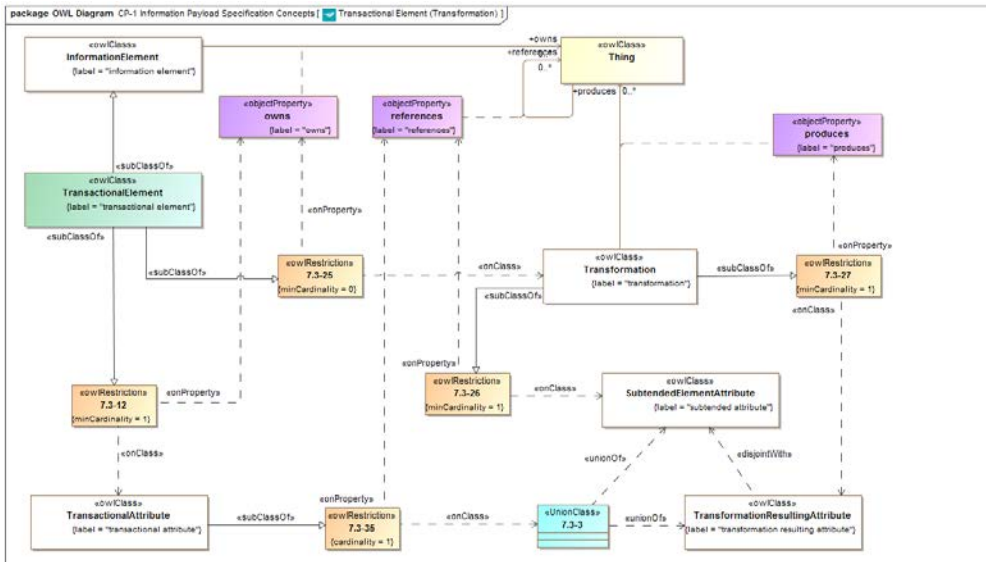 package OWL Diagram CP-1 Information Payload Specification Concepts [ Transactional Element (Transformation) ]
«owlClass»
InformationElement
{label = "information element"}
+owns
+references
0..*
+produces 0..*
«owlClass»
Thing
«objectProperty»
owns
{label = "owns"}
«objectProperty»
references
{label = "references"}
«objectProperty»
produces
{label = "produces"}
«subClassOf»
«owlClass»
TransactionalElement
{label = "transactional element"}
«subClassOf»
«onProperty»
«subClassOf»
«owlRestriction»
7.3-25
{minCardinality = 0}
«onClass»
«owlClass»
Transformation
{label = "transformation"}
«subClassOf»
«onProperty»
«owlRestriction»
7.3-27
{minCardinality = 1}
«subClassOf»
«onClass»
«onProperty»
«owlRestriction»
7.3-26
{minCardinality = 1}
«onClass»
«owlClass»
SubtendedElementAttribute
{label = "subtended attribute"}
«owlRestriction»
7.3-12
{minCardinality = 1}
«onProperty»
«onClass»
«unionOf»
«disjointWith»
«owlClass»
TransactionalAttribute
{label = "transactional attribute"}
«subClassOf»
«onProperty»
«owlRestriction»
7.3-35
{cardinality = 1}
«onClass»
«UnionClass»
7.3-3
«unionOf»
«owlClass»
TransformationResultingAttribute
{label = "transformation resulting attribute"}